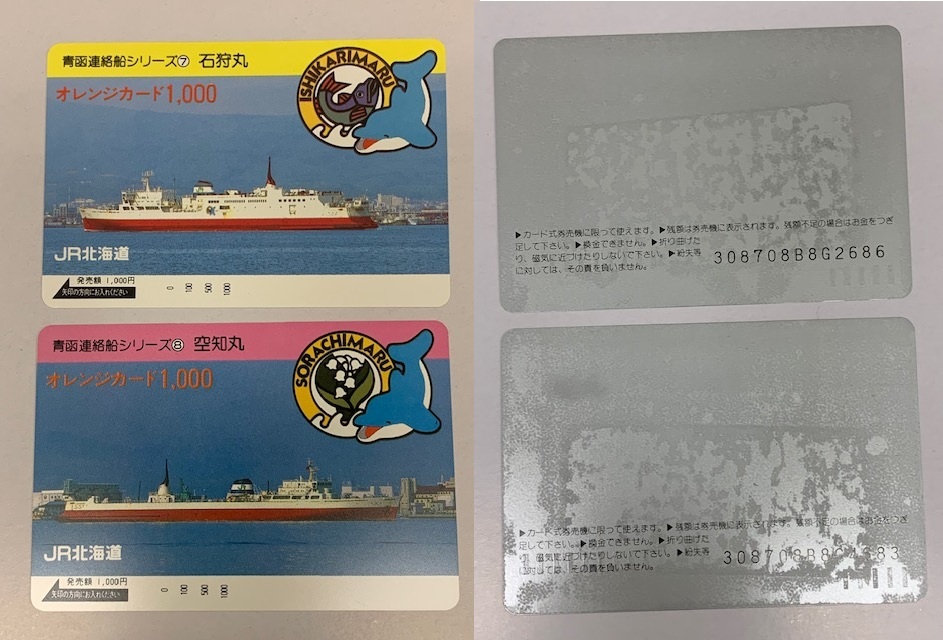 青函連絡船シリーズ⑦ 石狩丸
オレンジカード1,000
ISHIKARIMARU
JR北海道
発売額 1,000円
矢印の方向にお入れください
0 100 500 1000
青函連絡船シリーズ⑧ 空知丸
オレンジカード1,000
SORACHIMARU
JR北海道
発売額 1,000円
矢印の方向にお入れください
0 100 500 1000
▶カード式券売機に限って使えます。▶残額は券売機に表示されます。残額不足の場合はお金をつぎ
足して下さい。▶換金できません。▶折り曲げた
り、磁気に近づけたりしないで下さい。▶紛失等
に対しては、その責を負いません。
308708B8G2686
▶カード式券売機に限って使えます。▶残額は券売機に表示されます。残額不足の場合はお金をつぎ
足して下さい。▶換金できません。▶折り曲げた
り、磁気に近づけたりしないで下さい。▶紛失等
に対しては、その責を負いません。